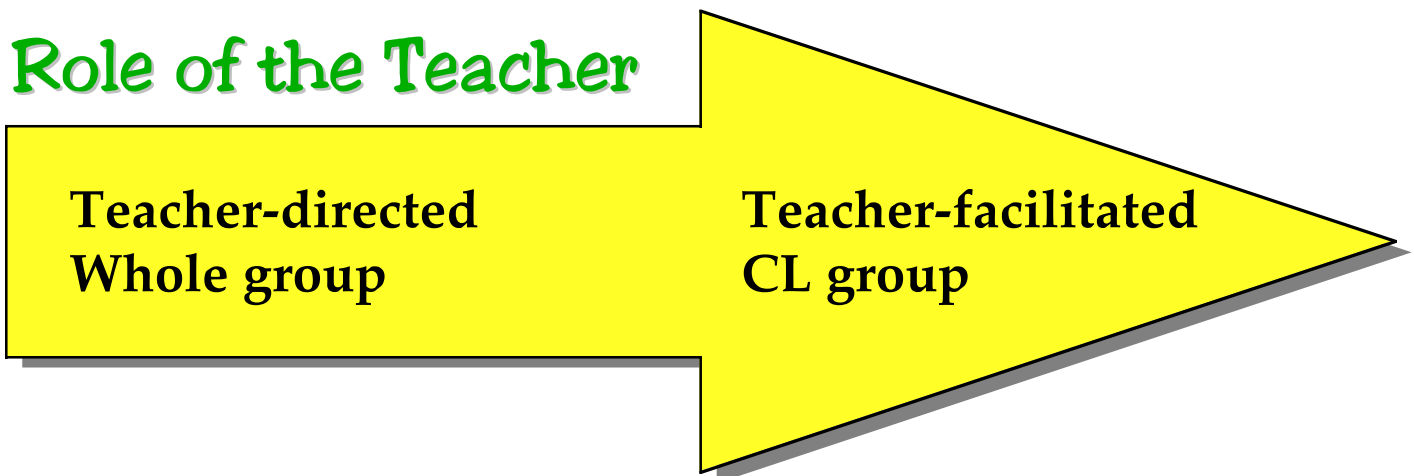 Role of the Teacher
Teacher-directed
Whole group
Teacher-facilitated
CL group